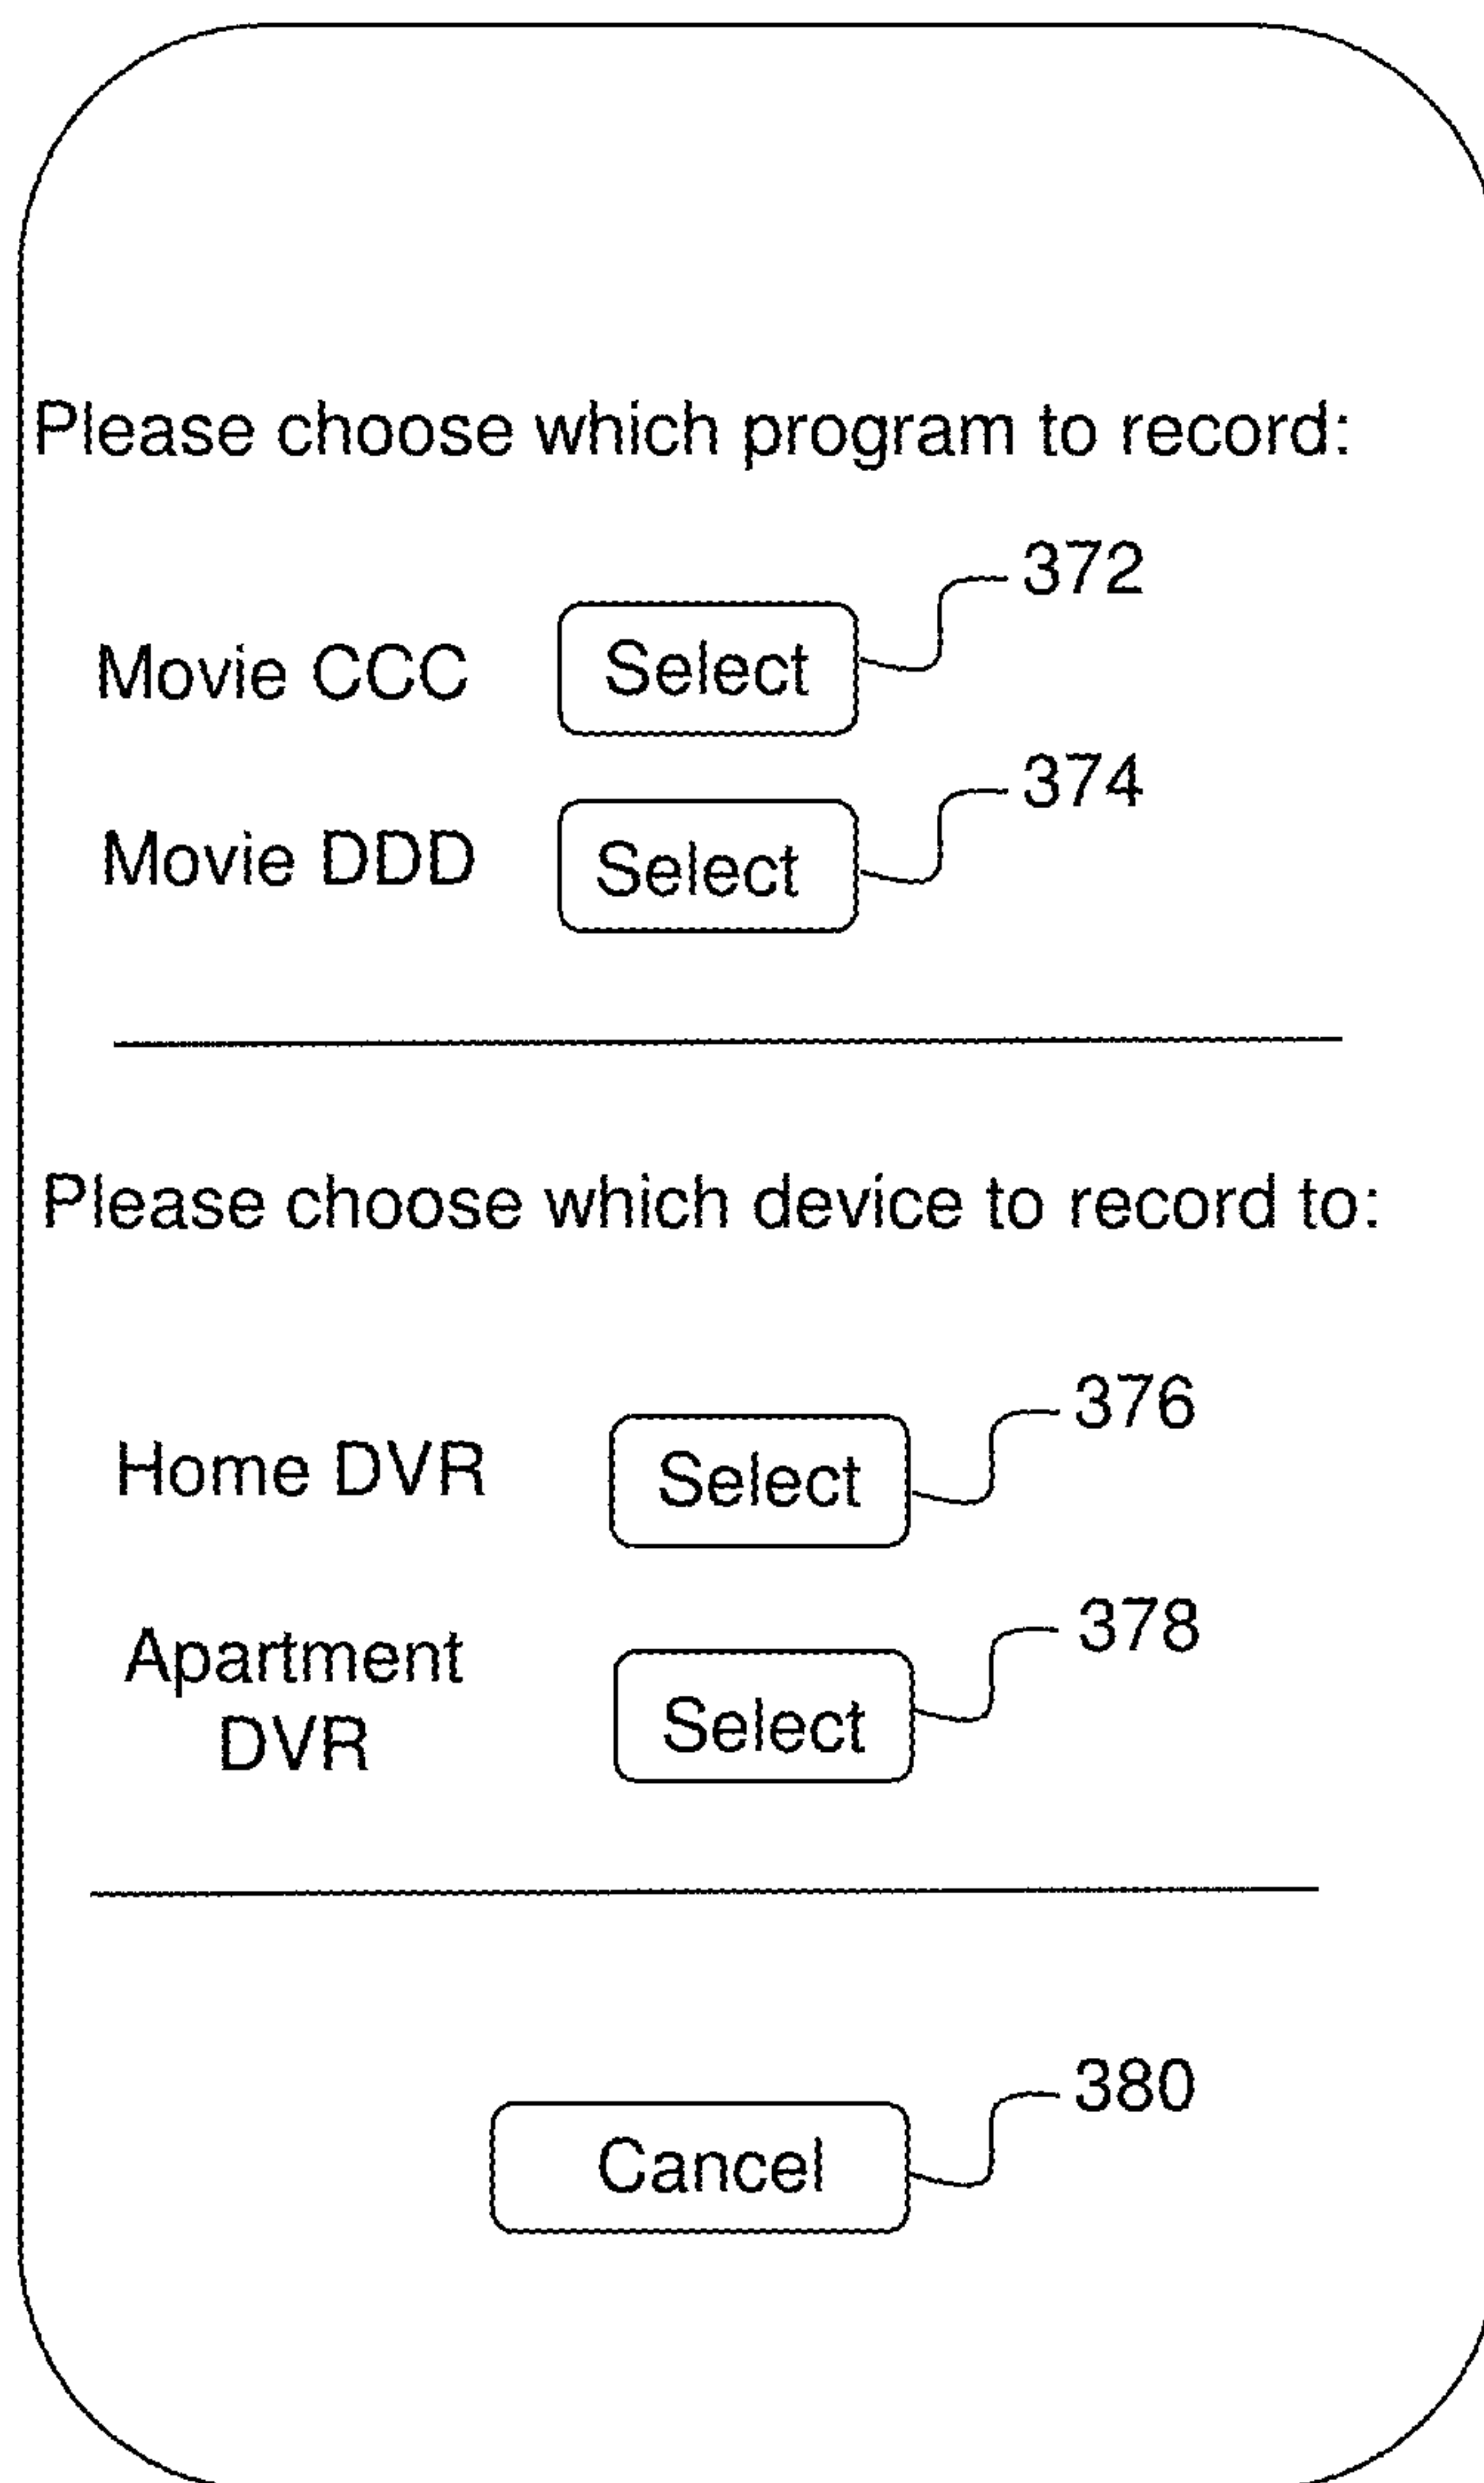 Please choose which program to record:
372
Movie CCC Select
374
Movie DDD Select
Please choose which device to record to:
376
Home DVR Select
378
Apartment
DVR Select
380
Cancel